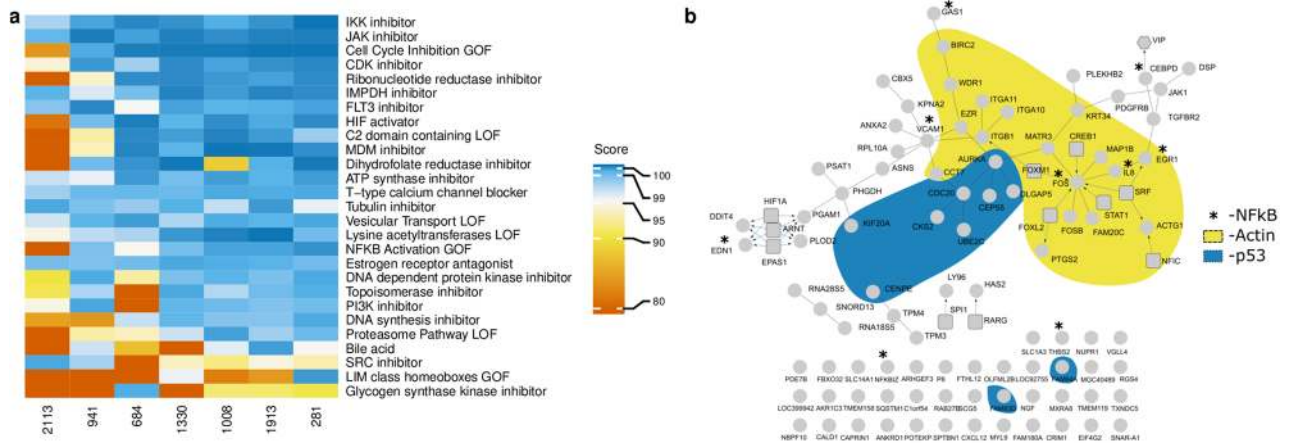 a
IKK inhibitor
JAK inhibitor
Cell Cycle Inhibition GOF
CDK inhibitor
Ribonucleotide reductase inhibitor
IMPDH inhibitor
FLT3 inhibitor
HIF activator
C2 domain containing LOF
MDM inhibitor
Dihydrofolate reductase inhibitor
ATP synthase inhibitor
T-type calcium channel blocker
Tubulin inhibitor
Vesicular Transport LOF
Lysine acetyltransferases LOF
NFKB Activation GOF
Estrogen receptor antagonist
DNA dependent protein kinase inhibitor
Topoisomerase inhibitor
PI3K inhibitor
DNA synthesis inhibitor
Proteasome Pathway LOF
Bile acid
SRC inhibitor
LIM class homeoboxes GOF
Glycogen synthase kinase inhibitor
2113 941 684 1330 1008 1913 281
Score
100
99
95
90
80
b
GAS1
BIRC2
VIP
CEBPD
DSP
PLEKHB2
JAK1
CBX5
WDR1
PDGFRB
KPNA2
ITGA11
ITGA10
KRT34
TGFBR2
ANXA2
VCAM1
EZR
ITGB1
MATR3
CREB1
RPL10A
MAP1B
EGR1
AURKA
IL8
PSAT1
ASNS
CCT7
FOXM1
FOS
SRF
PHGDH
CDC20
CEP55
DLGAP5
STAT1
HIF1A
DDIT4
PGAM1
KIF20A
CKS2
UBE2C
FOXL2
FOSB
FAM20C
ACTG1
ARNT
EDN1
PLOD2
EPAS1
PTGS2
NFIC
* -NFkB
-Actin
-p53
CENPE
LY96
HAS2
RNA28S5
SNORD13
TPM4
SPI1
RARG
RNA18S5
TPM3
SLC1A3 THBS2 NUPR1 VGLL4
PDE7B FBXO32 SLC14A1 NFKBIZ ARHGEF3 FTHL12 OLFML2B LOC92755 MGC40489 RGS4
LOC399942 AKR1C3 TMEM158 SQSTM1 C1orf54 NGF MXRA8 TMEM119 TXNDC5
NBPF10 CALD1 CAPRIN1 ANKRD1 POTEKP SPTBN1 CXCL12 MYL9 FAM180A CRIM1 EIF4G2 SNAR-A1